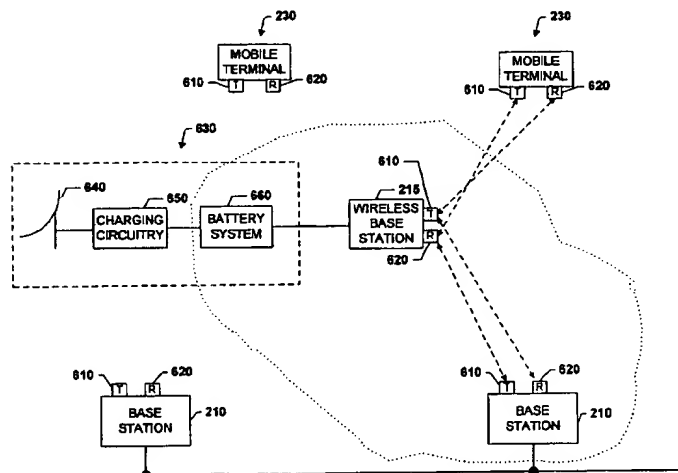 230
230
MOBILE
TERMINAL
610
T
R
620
MOBILE
TERMINAL
610
T
R
620
630
640
650
660
215
610
CHARGING
CIRCUITRY
BATTERY
SYSTEM
WIRELESS
BASE
STATION
T
R
620
610
T
R
620
BASE
STATION
210
610
T
R
620
BASE
STATION
210